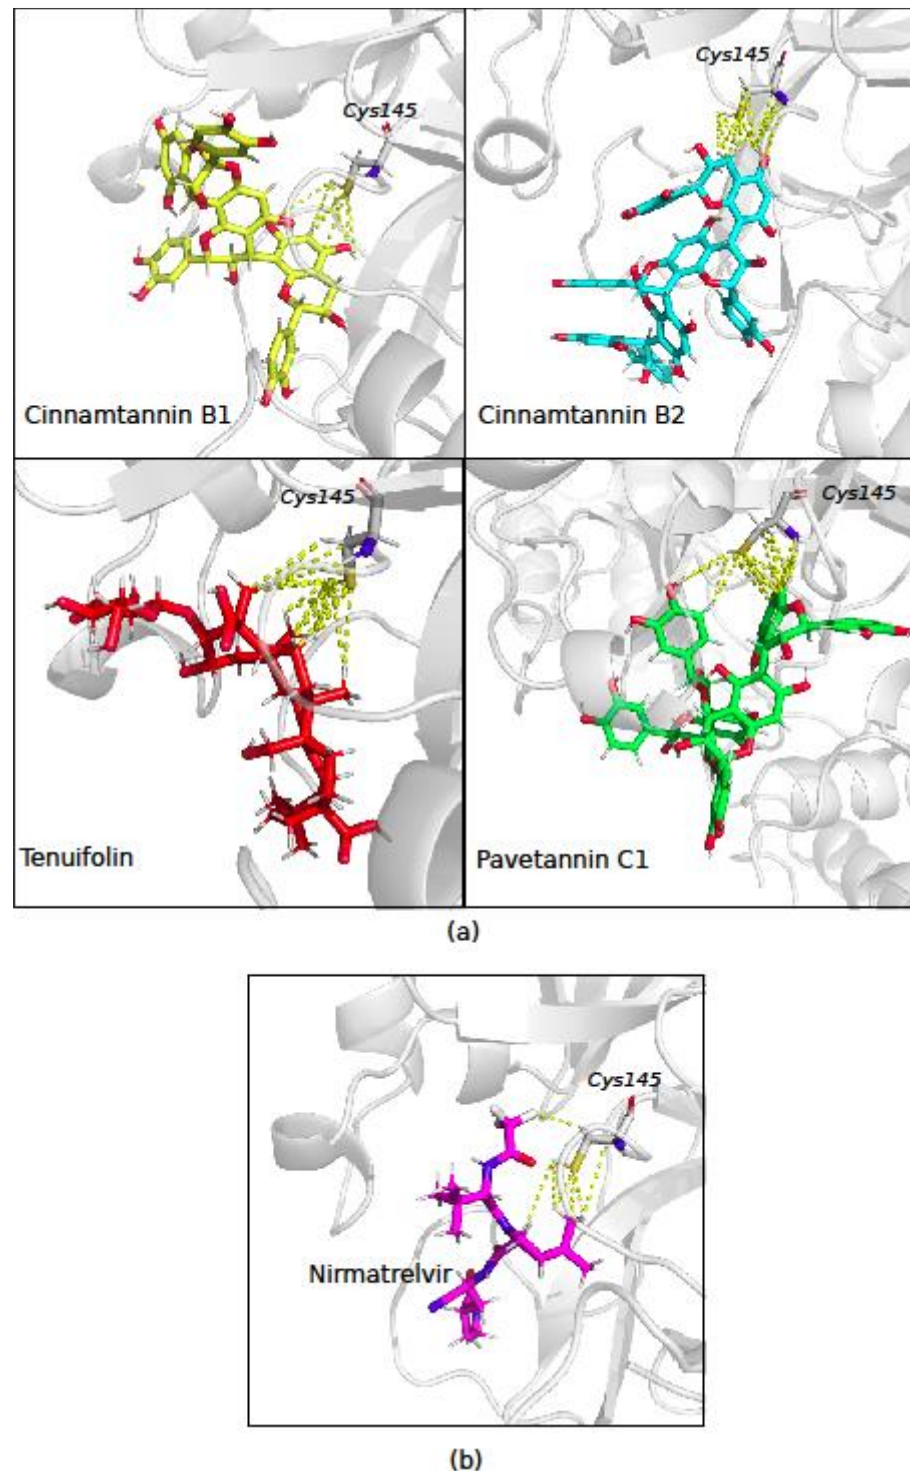 Cys145
Cys145
Cinnamtannin B1
Cinnamtannin B2
Cys145
Cys145
Tenuifolin
Pavetannin C1
(a)
Cys145
Nirmatrelvir
(b)